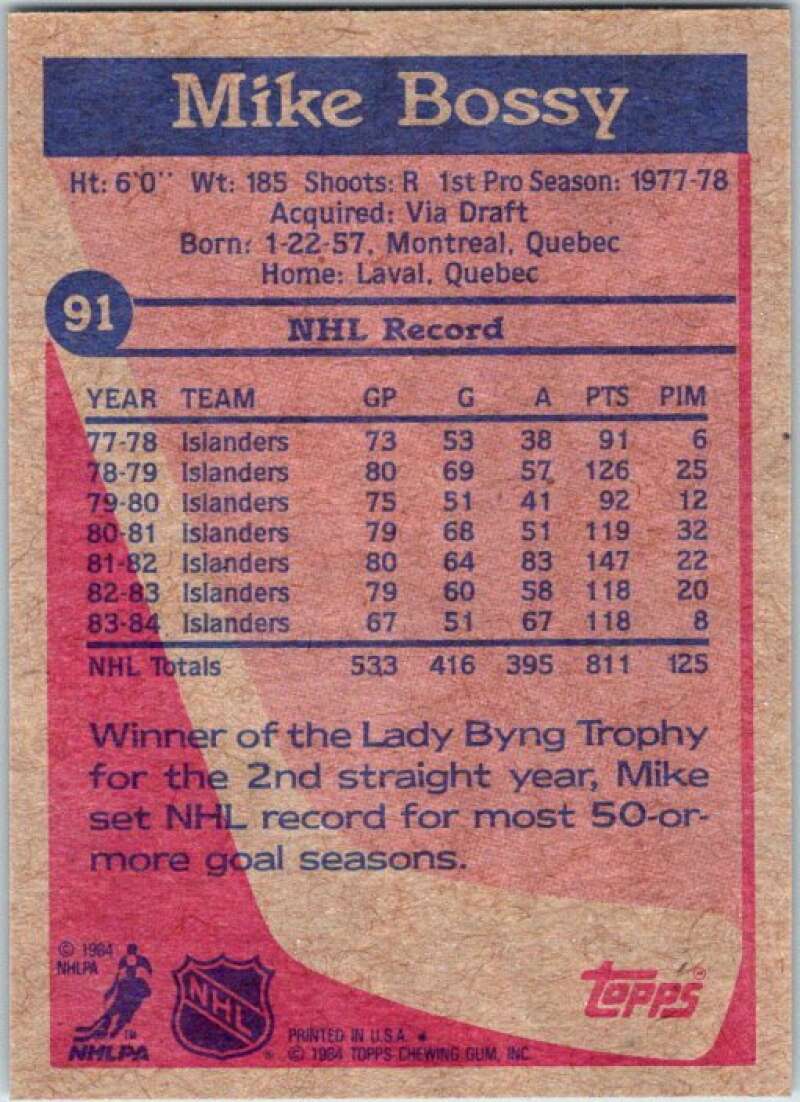 Mike Bossy
Ht: 6'0'' Wt: 185 Shoots: R 1st Pro Season: 1977-78
Acquired: Via Draft
Born: 1-22-57, Montreal, Quebec
Home: Laval, Quebec
91
NHL Record
YEAR TEAM GP G A PTS PIM
77-78 Islanders 73 53 38 91 6
78-79 Islanders 80 69 57 126 25
79-80 Islanders 75 51 41 92 12
80-81 Islanders 79 68 51 119 32
81-82 Islanders 80 64 83 147 22
82-83 Islanders 79 60 58 118 20
83-84 Islanders 67 51 67 118 8
NHL Totals 533 416 395 811 125
Winner of the Lady Byng Trophy
for the 2nd straight year, Mike
set NHL record for most 50-or-
more goal seasons.
© 1984
NHLPA
NHLPA
TM
NHL
®
topps®
PRINTED IN U.S.A. *
© 1984 TOPPS CHEWING GUM, INC.